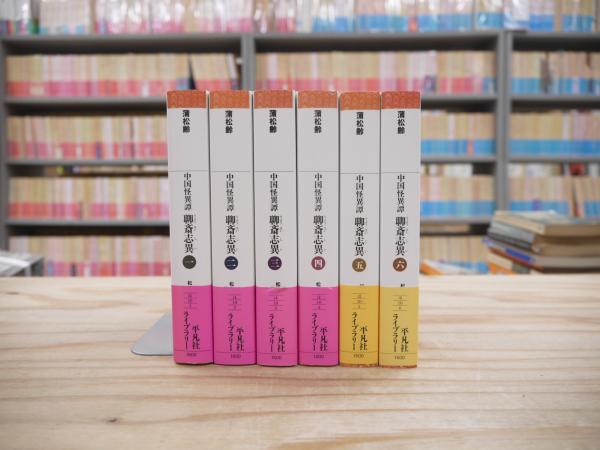 蒲松齢
中国怪異譚
聊斎志異
一
松
平凡社
ライブラリー
蒲松齢
中国怪異譚
聊斎志異
二
松
平凡社
ライブラリー
蒲松齢
中国怪異譚
聊斎志異
三
松
平凡社
ライブラリー
蒲松齢
中国怪異譚
聊斎志異
四
松
平凡社
ライブラリー
蒲松齢
中国怪異譚
聊斎志異
五
平凡社
ライブラリー
蒲松齢
中国怪異譚
聊斎志異
六
松
平凡社
ライブラリー